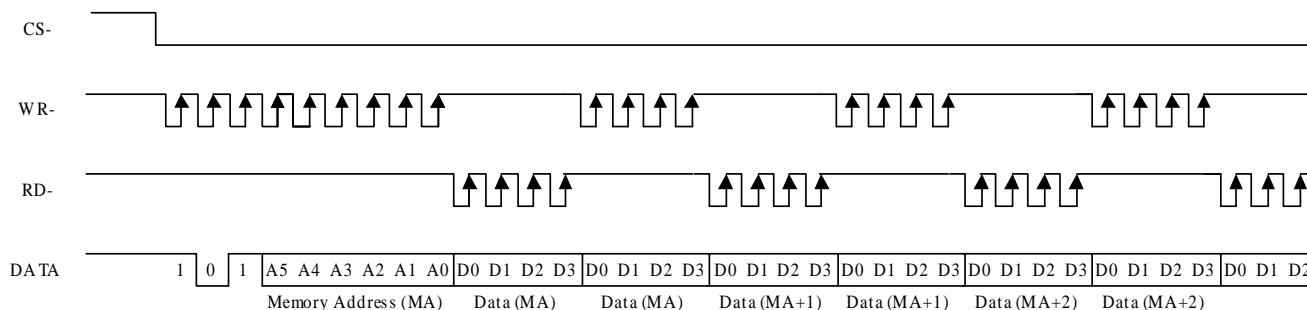 CS-
WR-
RD-
DATA 1 0 1 A5 A4 A3 A2 A1 A0 D0 D1 D2 D3 D0 D1 D2 D3 D0 D1 D2 D3 D0 D1 D2 D3 D0 D1 D2 D3 D0 D1 D2 D3 D0 D1 D2
Memory Address (MA) Data (MA) Data (MA) Data (MA+1) Data (MA+1) Data (MA+2) Data (MA+2)